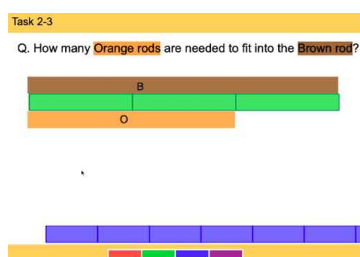 Task 2-3
Q. How many Orange rods are needed to fit into the Brown rod?
B
O